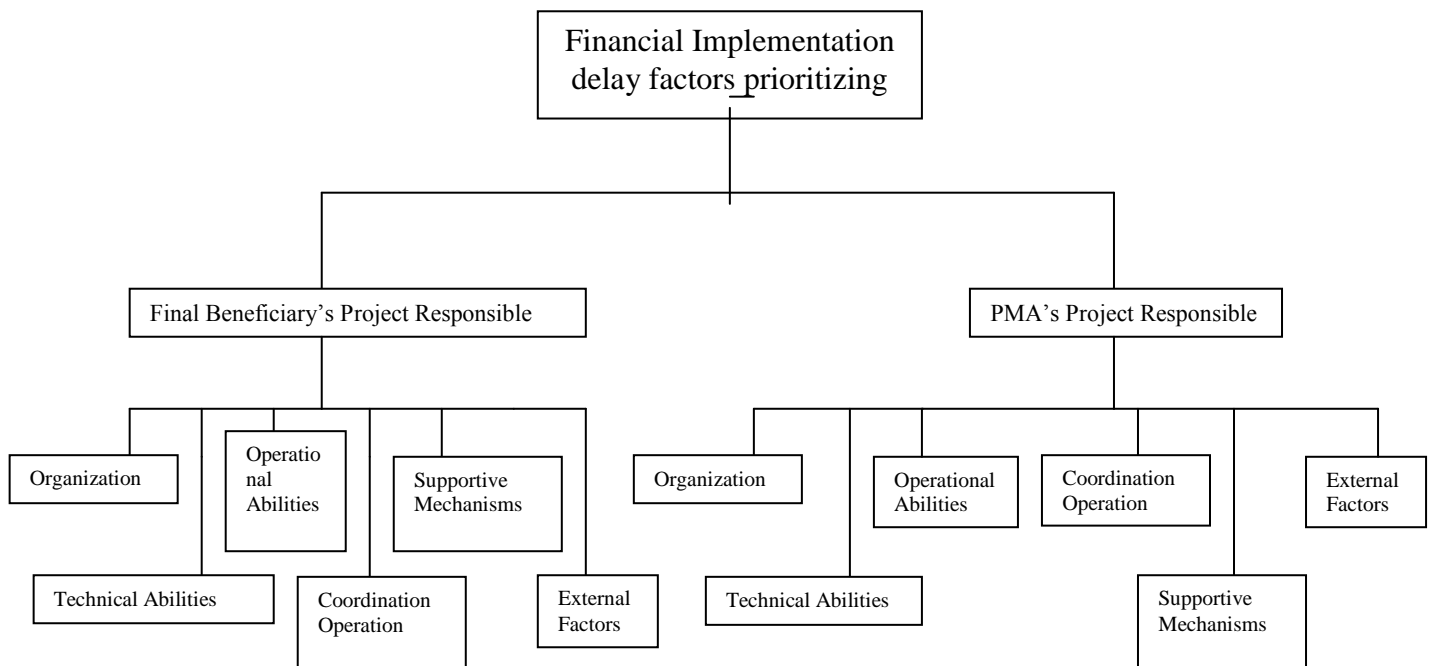 Financial Implementation
delay factors prioritizing
Final Beneficiary’s Project Responsible
PMA’s Project Responsible
Organization
Operatio
nal
Abilities
Supportive
Mechanisms
Technical Abilities
Coordination
Operation
External
Factors
Organization
Operational
Abilities
Coordination
Operation
External
Factors
Technical Abilities
Supportive
Mechanisms